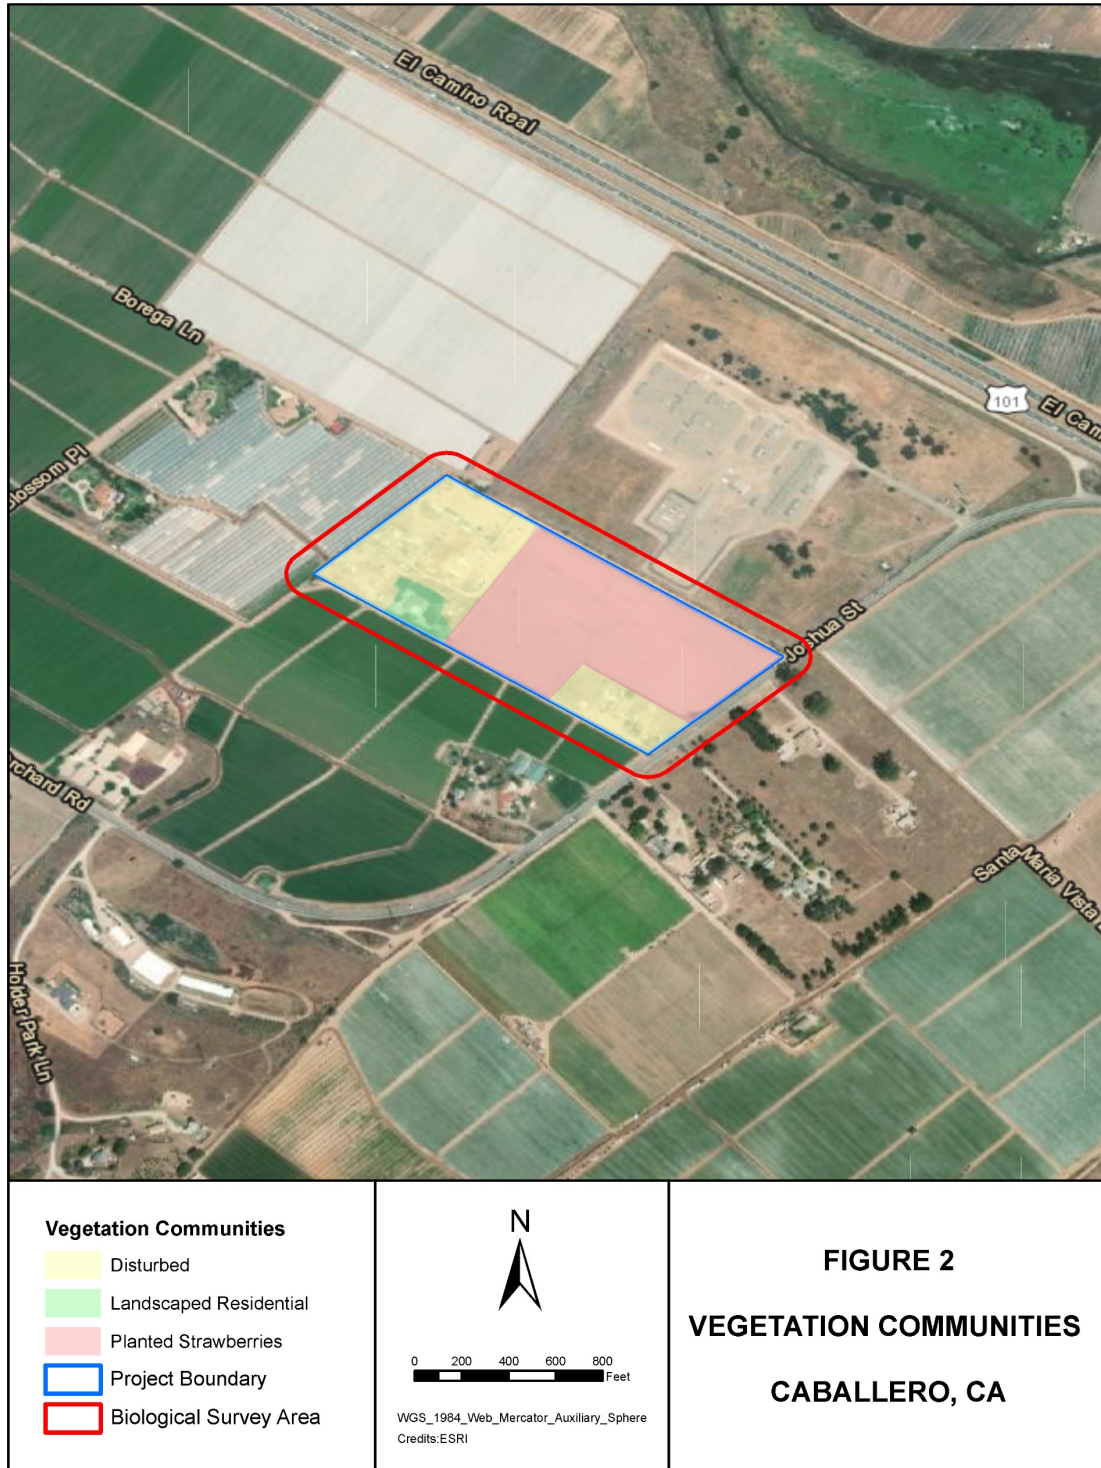 El Camino Real
Borega Ln
lossom Pl
101
El Cam
Joshua St
rchard Rd
Santa Maria Vista
Holder Park Ln
Vegetation Communities
Disturbed
Landscaped Residential
Planted Strawberries
Project Boundary
Biological Survey Area
N
0 200 400 600 800
Feet
WGS_1984_Web_Mercator_Auxiliary_Sphere
Credits:ESRI
FIGURE 2
VEGETATION COMMUNITIES
CABALLERO, CA